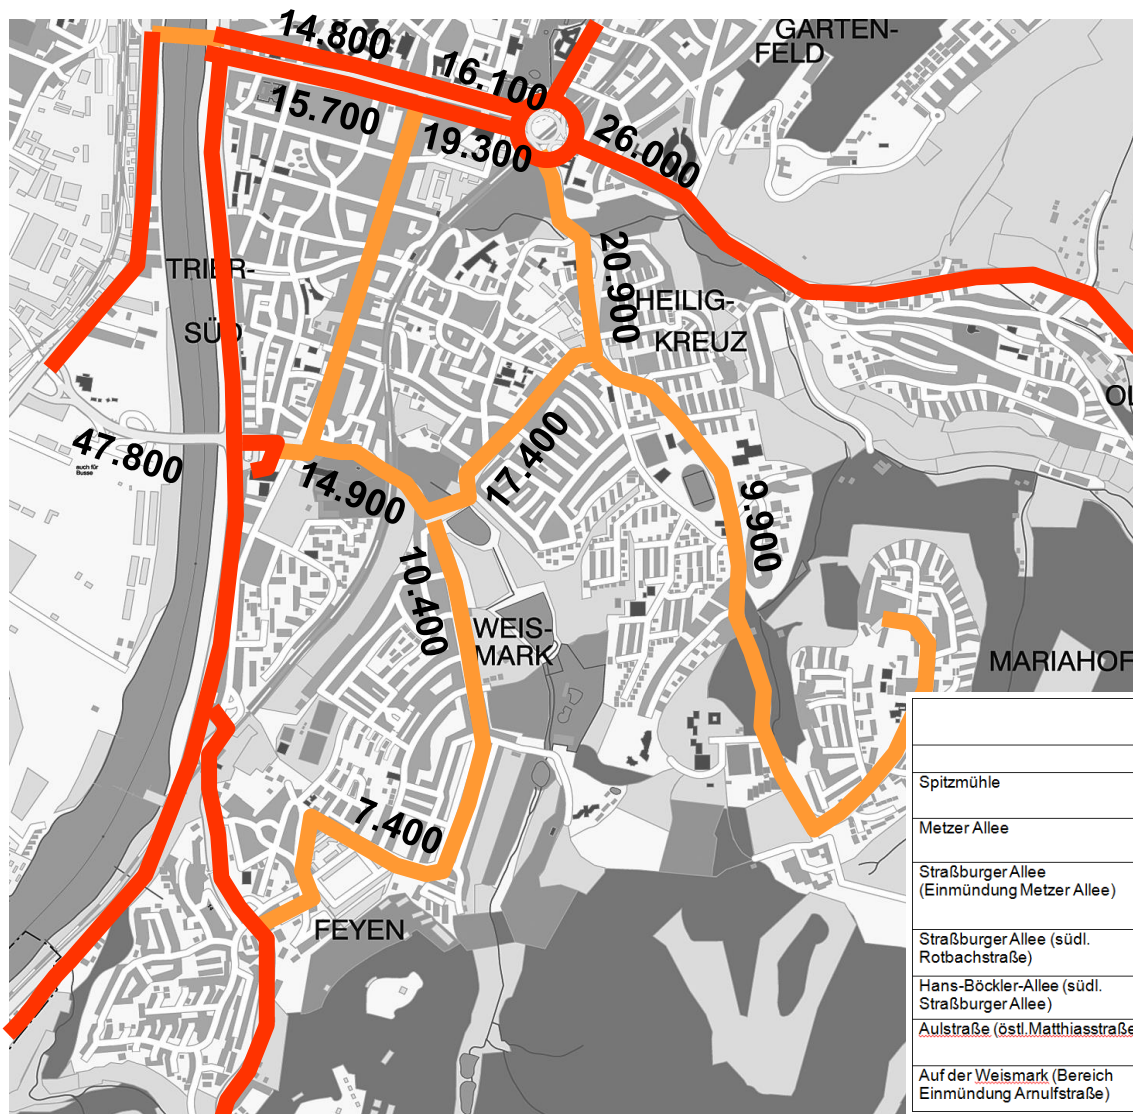 14.800
16.100
GARTEN-
FELD
15.700
19.300
26.000
TRIER-
SÜD
20.900
HEILIG-
KREUZ
OL
47.800
auch für
Busse
14.900
17.400
9.900
10.400
WEIS-
MARK
MARIAHOF
7.400
FEYEN
Spitzmühle
Metzer Allee
Straßburger Allee
(Einmündung Metzer Allee)
Straßburger Allee (südl.
Rotbachstraße)
Hans-Böckler-Allee (südl.
Straßburger Allee)
Aulstraße (östl.Matthiasstraße
Auf der Weismark (Bereich
Einmündung Arnulfstraße)